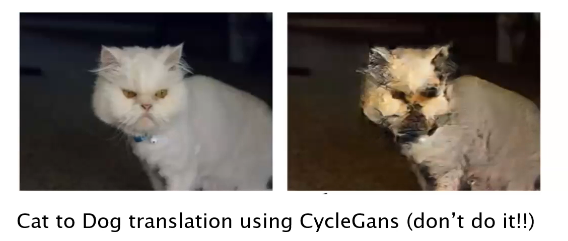 Cat to Dog translation using CycleGans (don't do it!!)